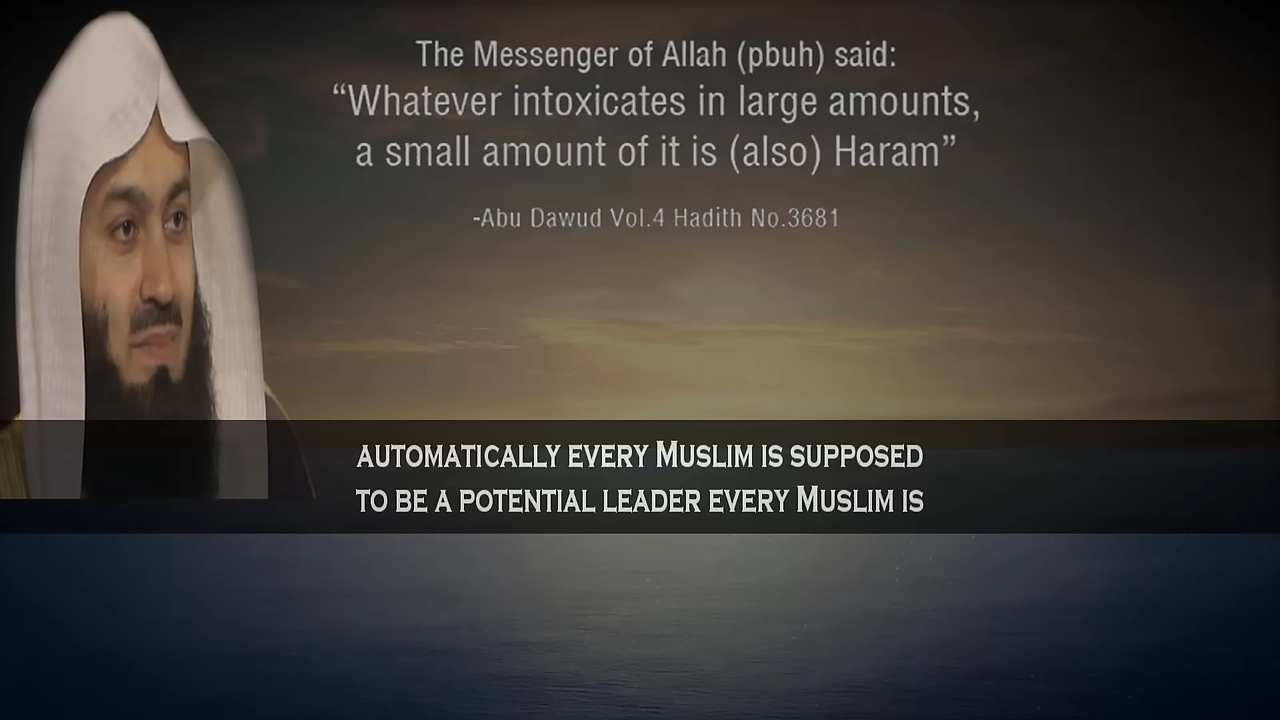 The Messenger of Allah (pbuh) said:
“Whatever intoxicates in large amounts,
a small amount of it is (also) Haram”
-Abu Dawud Vol.4 Hadith No.3681
AUTOMATICALLY EVERY MUSLIM IS SUPPOSED
TO BE A POTENTIAL LEADER EVERY MUSLIM IS